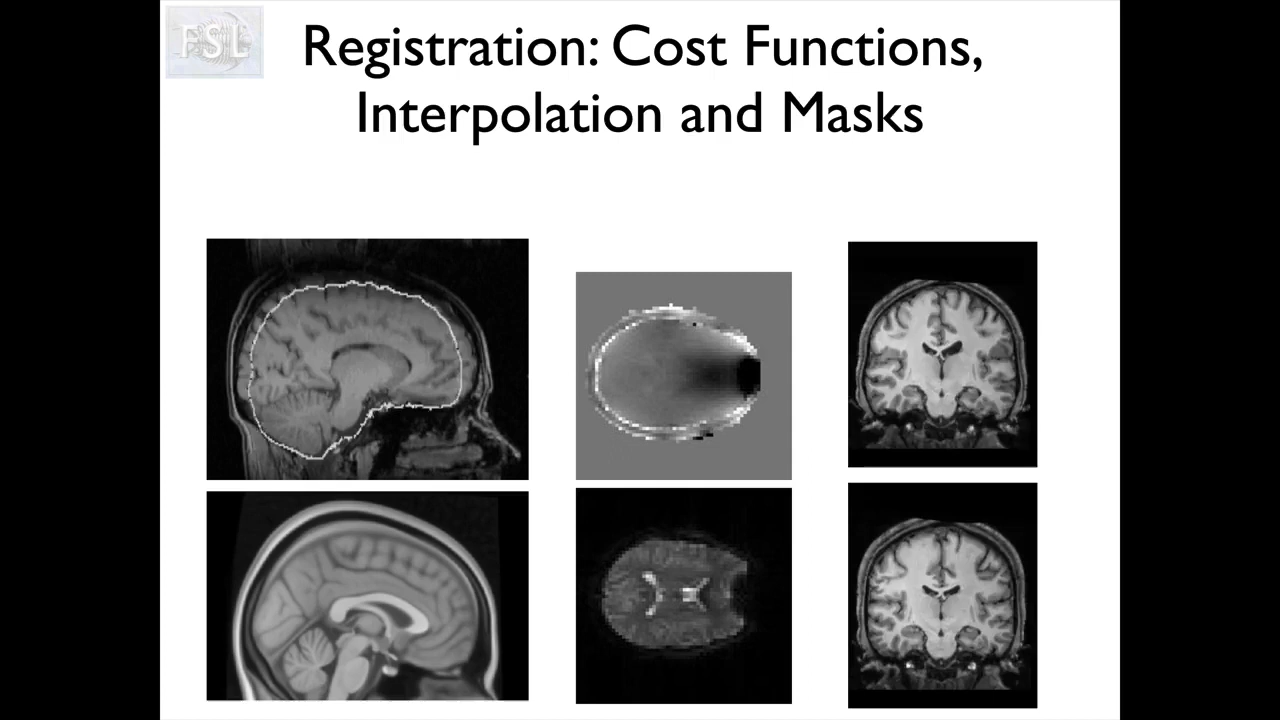 FSL
Registration: Cost Functions,
Interpolation and Masks